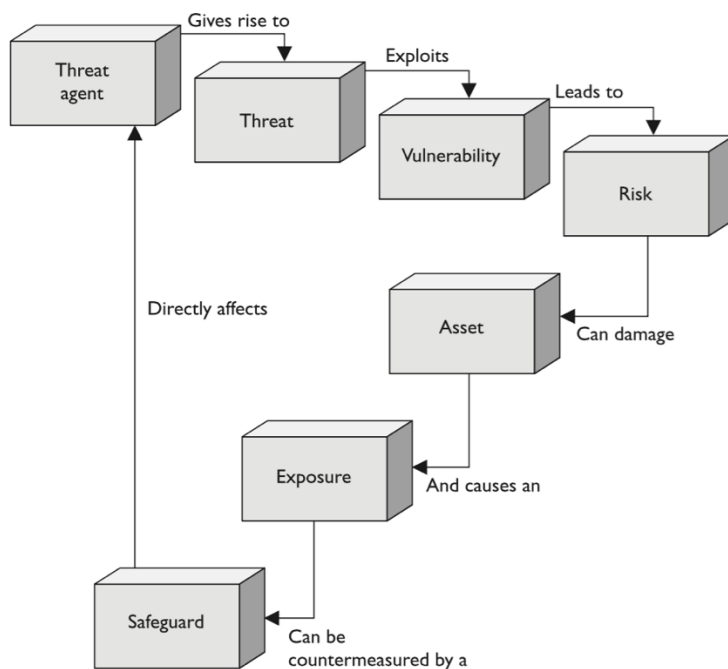 Gives rise to
Threat
agent
Exploits
Threat
Leads to
Vulnerability
Risk
Directly affects
Asset
Can damage
Exposure
And causes an
Safeguard
Can be
countermeasured by a